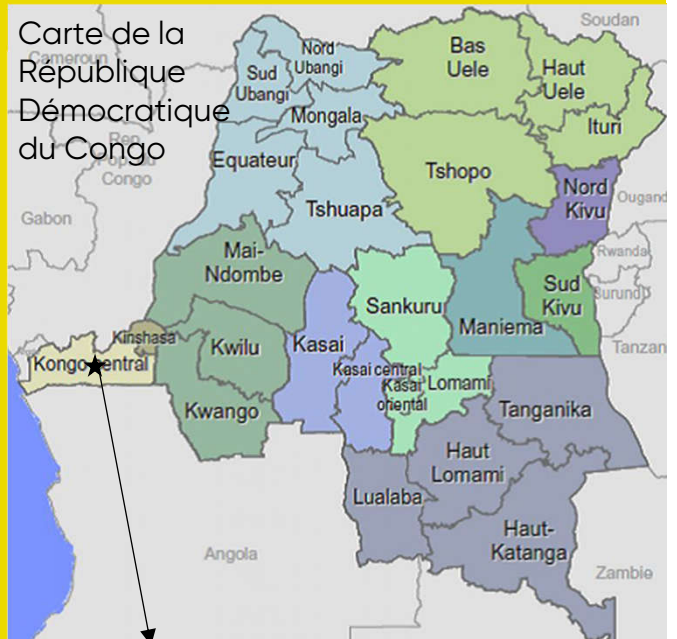 Carte de la
République
Démocratique
du Congo
Soudan
Cameroun
Nord
Ubangi
Sud
Ubangi
Bas
Uele
Haut
Uele
Mongala
Ituri
Rep
Congo
Equateur
Tshopo
Nord
Kivu
Ougand
Gabon
Tshuapa
Mai-
Ndombe
Rwanda
Sankuru
Sud
Kivu
Burundi
Maniema
Kinshasa
Kwilu
Kasai
Tanzan
Kongo central
Kasai central
Kasai
oriental
Lomami
Kwango
Tanganika
Haut
Lomami
Lualaba
Haut-
Katanga
Angola
Zambie